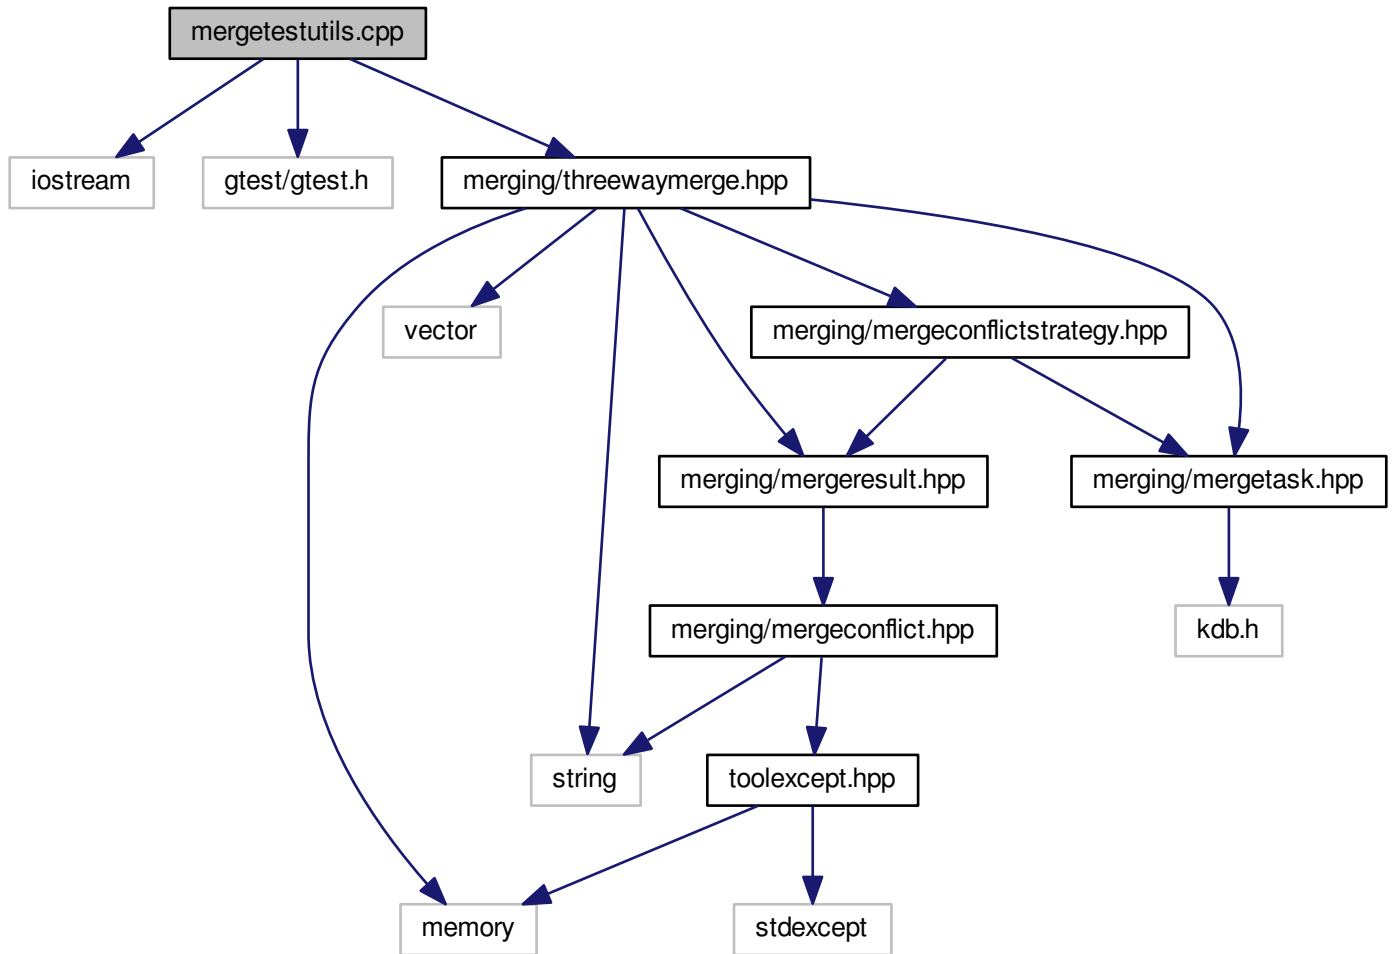 mergetestutils.cpp
iostream
gtest/gtest.h
merging/threewaymerge.hpp
vector
merging/mergeconflictstrategy.hpp
merging/mergeresult.hpp
merging/mergetask.hpp
merging/mergeconflict.hpp
kdb.h
string
toolexcept.hpp
memory
stdexcept